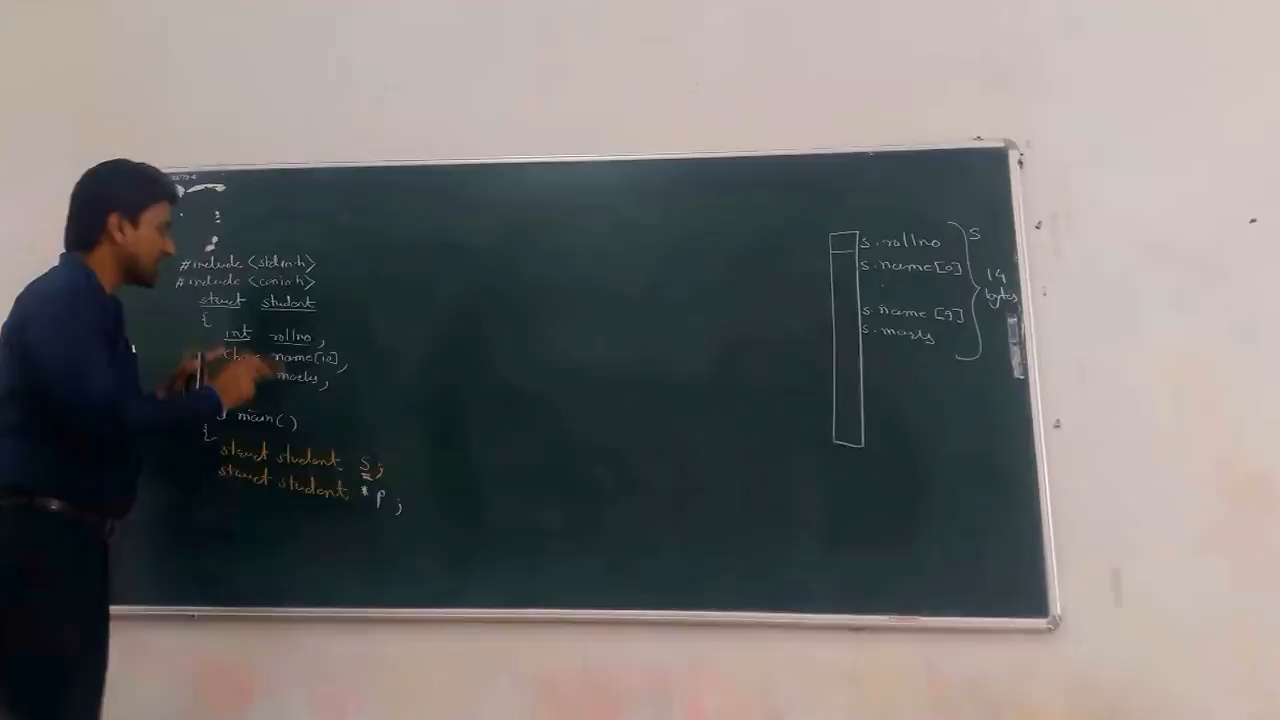 #include <stdio.h>
#include <conio.h>
struct student
{
int rollno;
char name[10],
marks;
main()
{
struct student s;
struct student *p;
s.rollno
s.name[0]
s.name[9]
s.marks
s
14 bytes